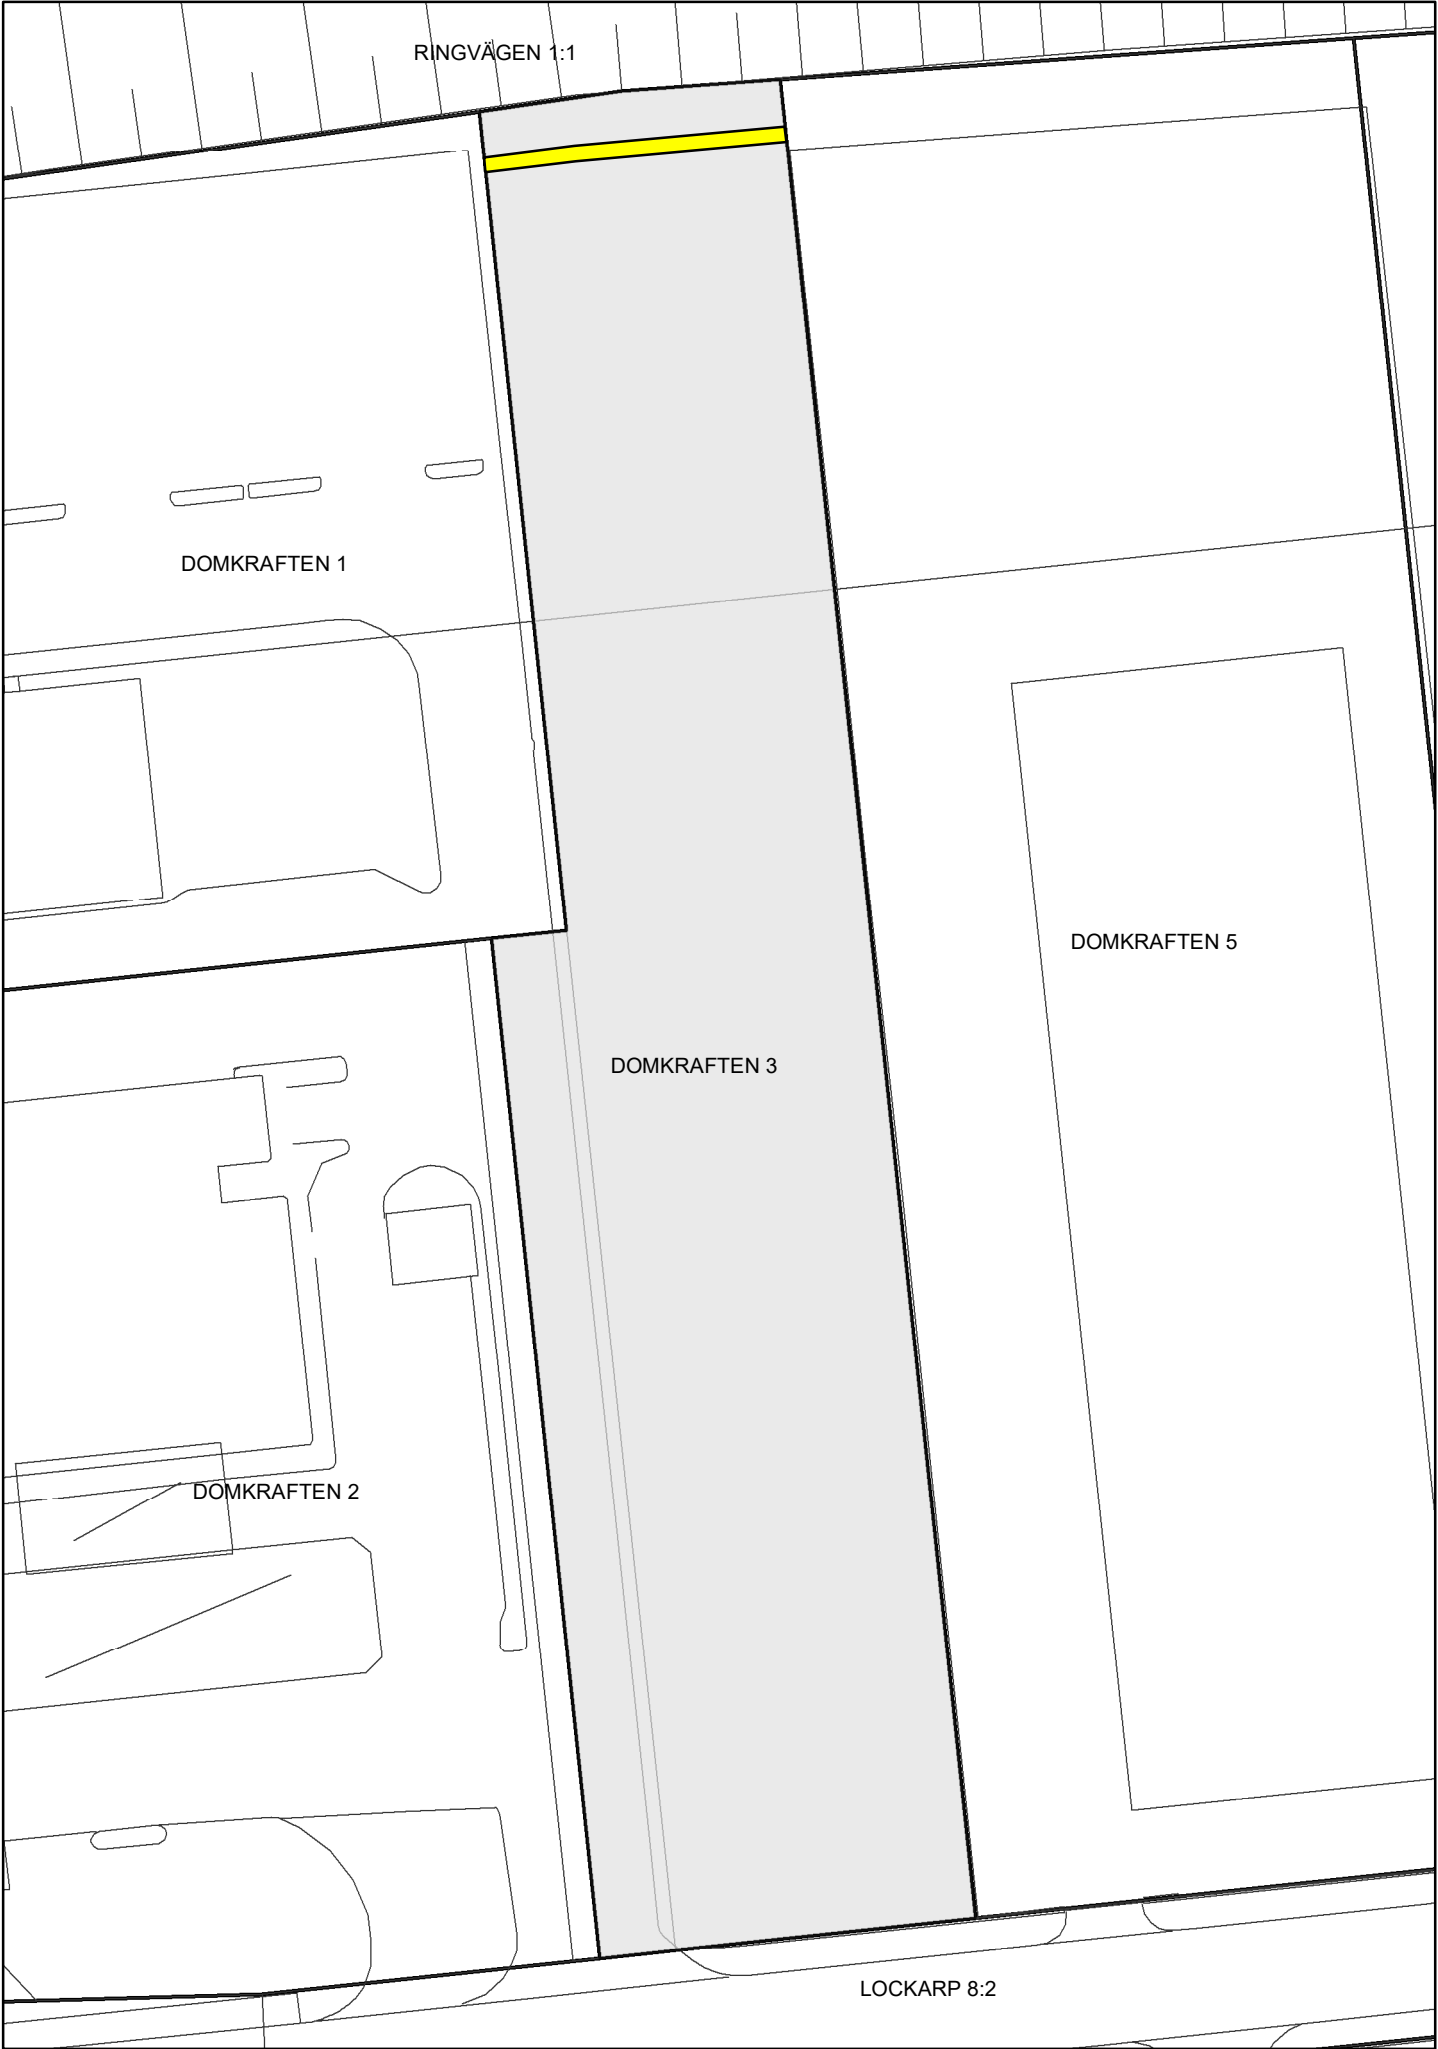 RINGVÄGEN 1:1
DOMKRAFTEN 1
DOMKRAFTEN 5
DOMKRAFTEN 3
DOMKRAFTEN 2
LOCKARP 8:2